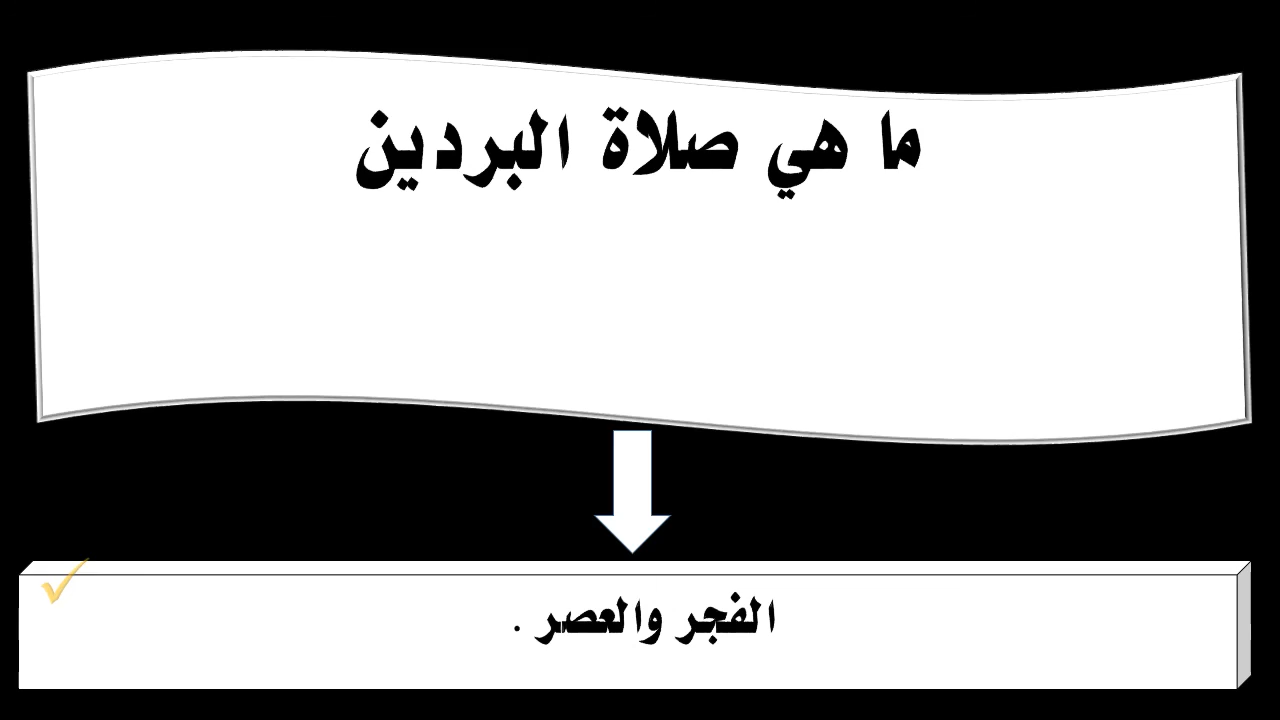 ما هي صلاة البردين
الفجر والعصر .